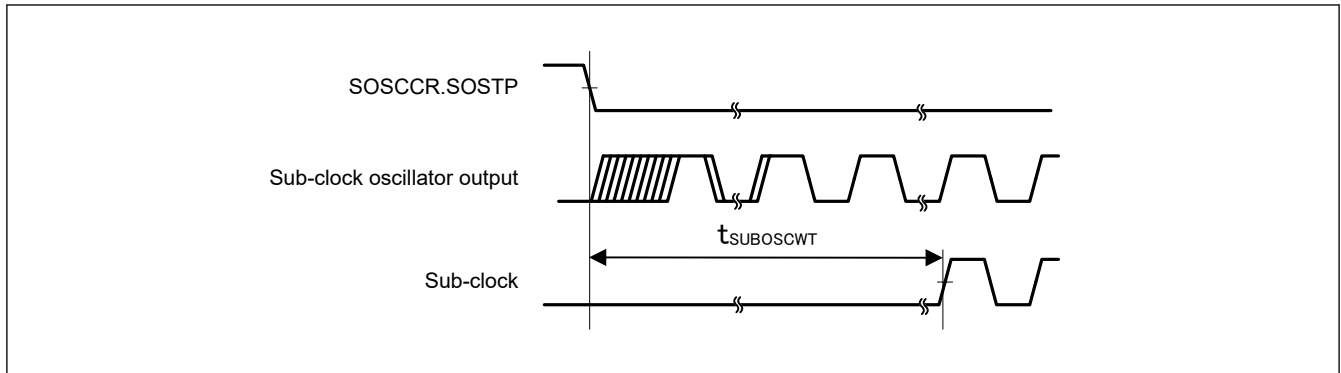 SOSCCR.SOSTP
Sub-clock oscillator output
tSUBOSCWT
Sub-clock